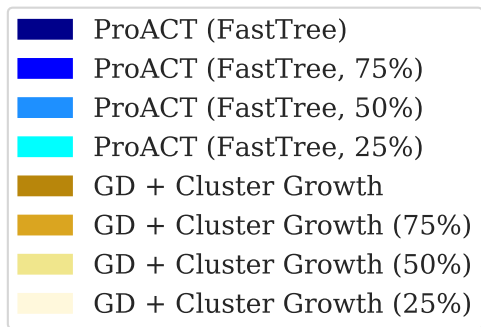 ProACT (FastTree)
ProACT (FastTree, 75%)
ProACT (FastTree, 50%)
ProACT (FastTree, 25%)
GD + Cluster Growth
GD + Cluster Growth (75%)
GD + Cluster Growth (50%)
GD + Cluster Growth (25%)